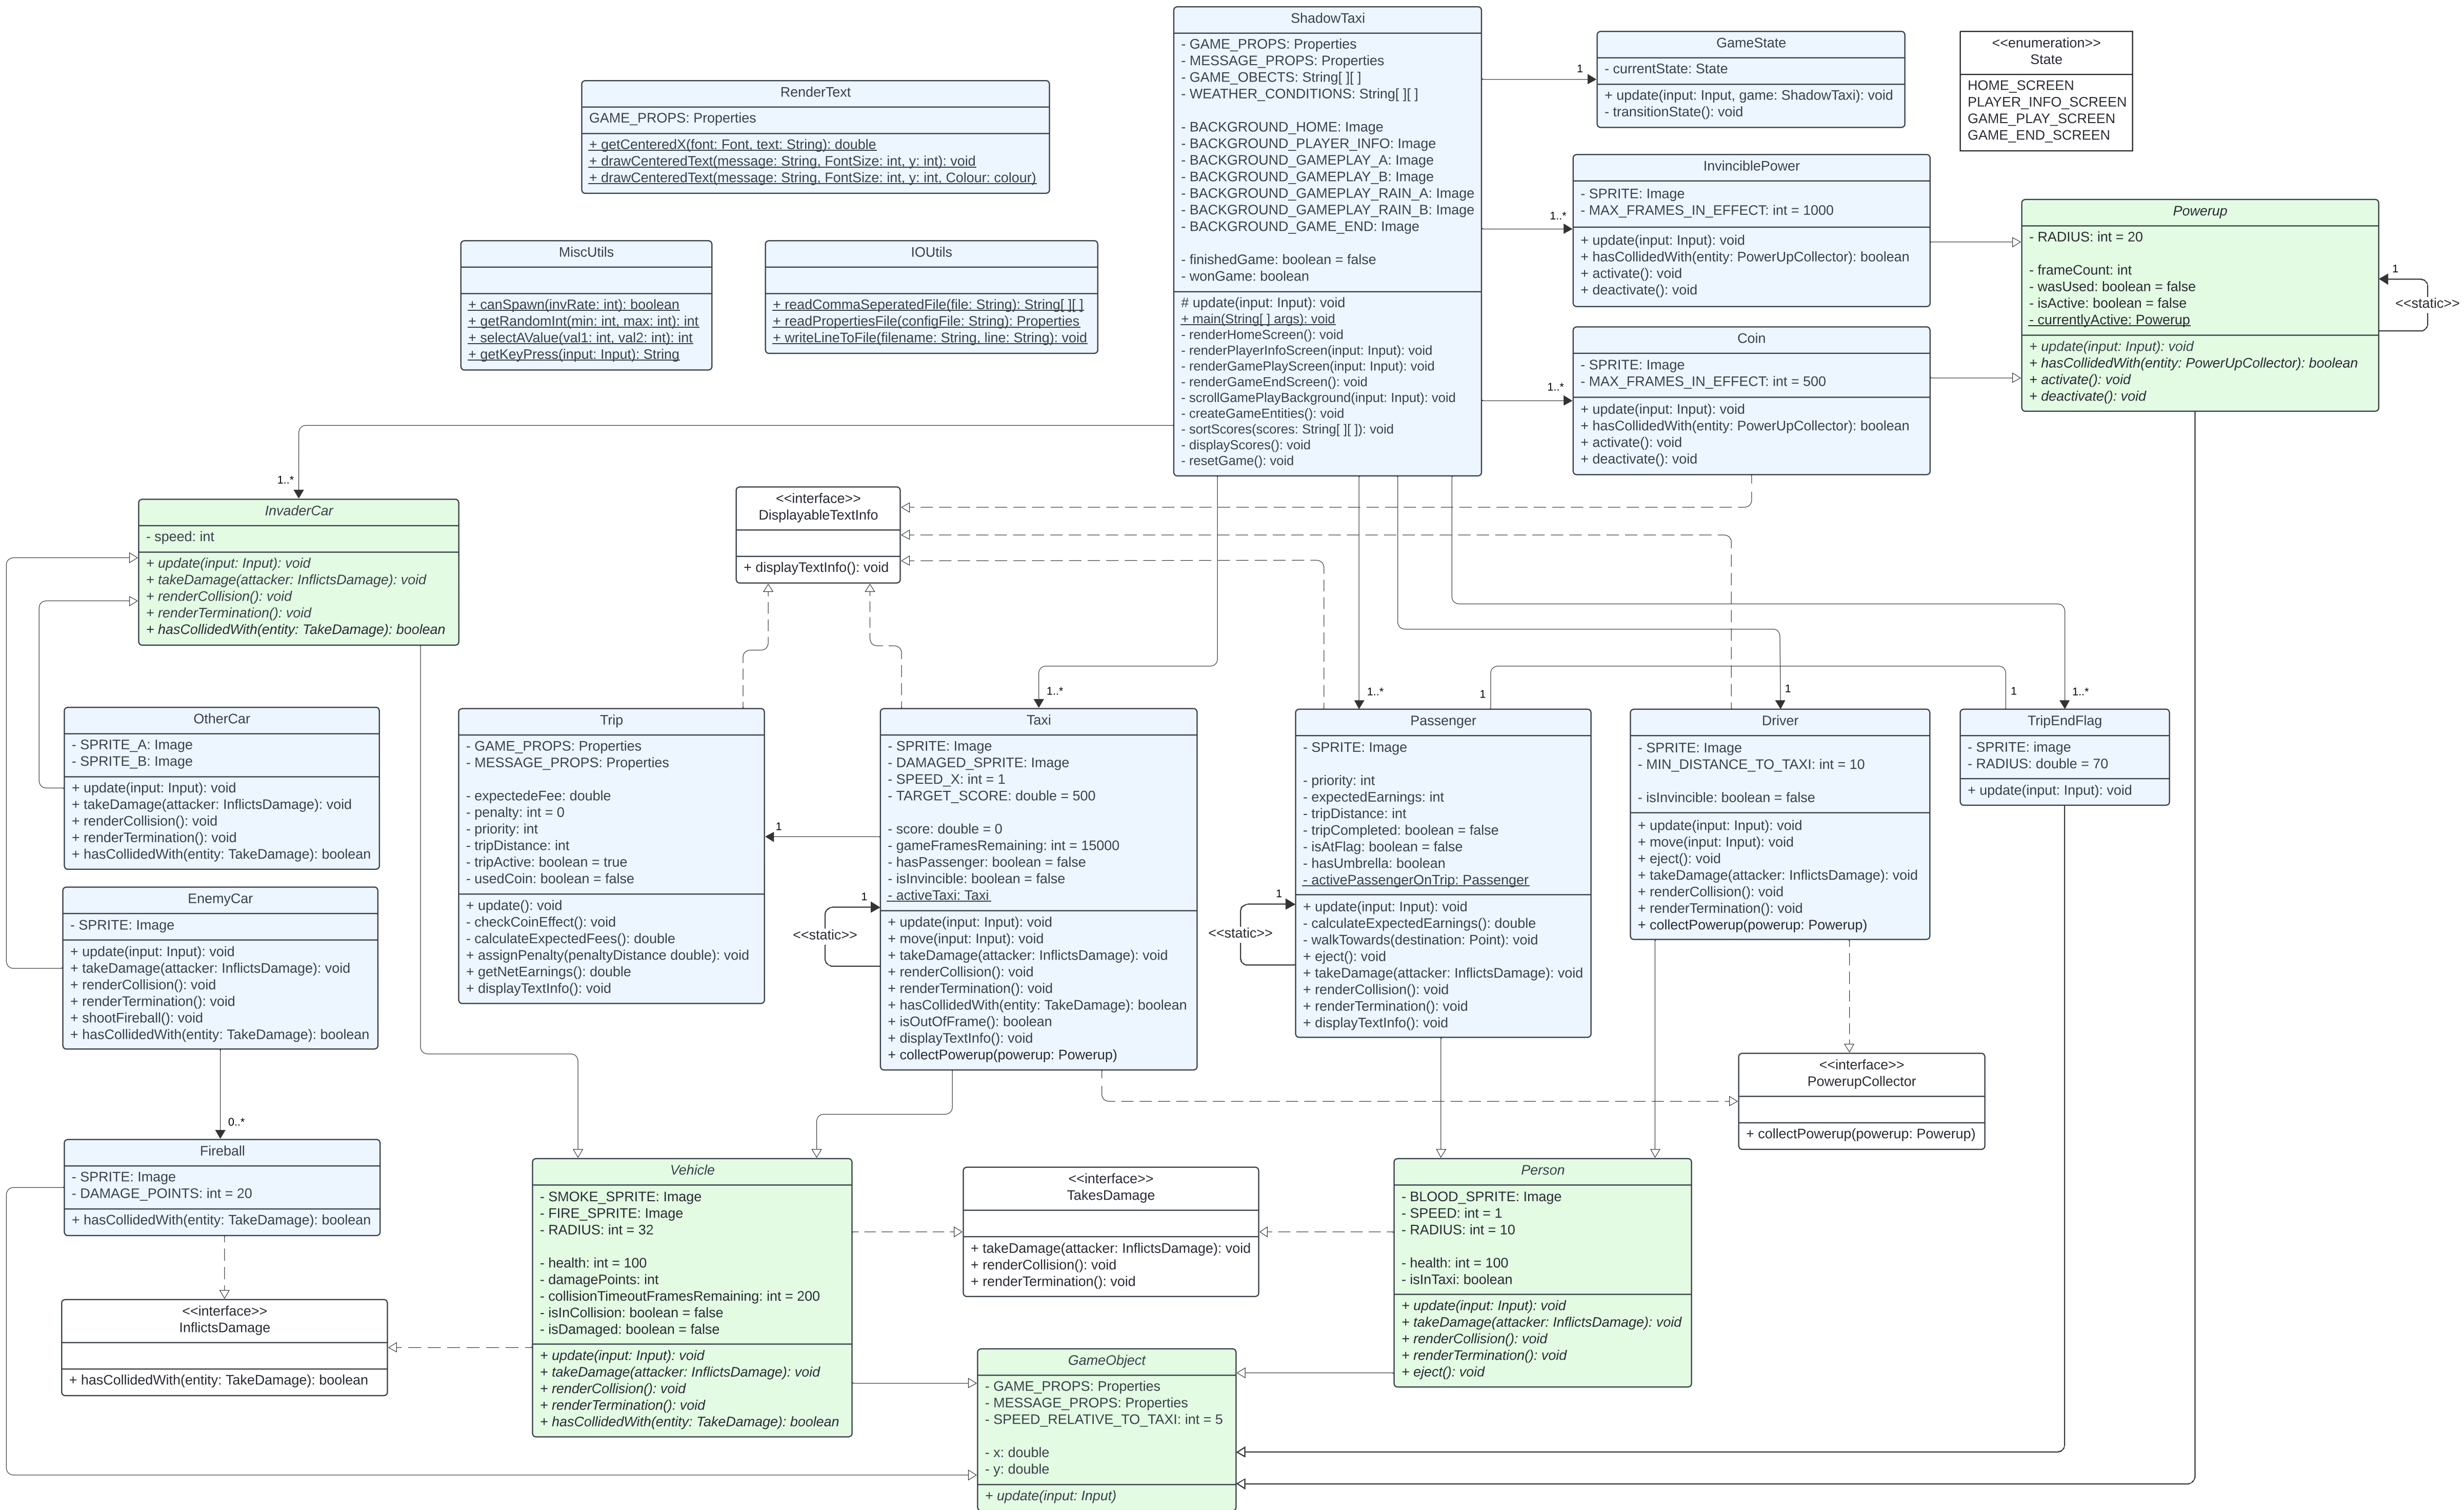 ShadowTaxi
- GAME_PROPS: Properties
- MESSAGE_PROPS: Properties
- GAME_OBECTS: String[ ][ ]
- WEATHER_CONDITIONS: String[ ][ ]
- BACKGROUND_HOME: Image
- BACKGROUND_PLAYER_INFO: Image
- BACKGROUND_GAMEPLAY_A: Image
- BACKGROUND_GAMEPLAY_B: Image
- BACKGROUND_GAMEPLAY_RAIN_A: Image
- BACKGROUND_GAMEPLAY_RAIN_B: Image
- BACKGROUND_GAME_END: Image
- finishedGame: boolean = false
- wonGame: boolean
# update(input: Input): void
+ main(String[ ] args): void
- renderHomeScreen(): void
- renderPlayerInfoScreen(input: Input): void
- renderGamePlayScreen(input: Input): void
- renderGameEndScreen(): void
- scrollGamePlayBackground(input: Input): void
- createGameEntities(): void
- sortScores(scores: String[ ][ ]): void
- displayScores(): void
- resetGame(): void
1
GameState
- currentState: State
+ update(input: Input, game: ShadowTaxi): void
- transitionState(): void
<<enumeration>>
State
HOME_SCREEN
PLAYER_INFO_SCREEN
GAME_PLAY_SCREEN
GAME_END_SCREEN
RenderText
GAME_PROPS: Properties
+ getCenteredX(font: Font, text: String): double
+ drawCenteredText(message: String, FontSize: int, y: int): void
+ drawCenteredText(message: String, FontSize: int, y: int, Colour: colour)
1..*
InvinciblePower
- SPRITE: Image
- MAX_FRAMES_IN_EFFECT: int = 1000
+ update(input: Input): void
+ hasCollidedWith(entity: PowerUpCollector): boolean
+ activate(): void
+ deactivate(): void
Powerup
- RADIUS: int = 20
- frameCount: int
- wasUsed: boolean = false
- isActive: boolean = false
- currentlyActive: Powerup
+ update(input: Input): void
+ hasCollidedWith(entity: PowerUpCollector): boolean
+ activate(): void
+ deactivate(): void
1
<<static>>
MiscUtils
+ canSpawn(invRate: int): boolean
+ getRandomInt(min: int, max: int): int
+ selectAValue(val1: int, val2: int): int
+ getKeyPress(input: Input): String
IOUtils
+ readCommaSeperatedFile(file: String): String[ ][ ]
+ readPropertiesFile(configFile: String): Properties
+ writeLineToFile(filename: String, line: String): void
1..*
Coin
- SPRITE: Image
- MAX_FRAMES_IN_EFFECT: int = 500
+ update(input: Input): void
+ hasCollidedWith(entity: PowerUpCollector): boolean
+ activate(): void
+ deactivate(): void
1..*
InvaderCar
- speed: int
+ update(input: Input): void
+ takeDamage(attacker: InflictsDamage): void
+ renderCollision(): void
+ renderTermination(): void
+ hasCollidedWith(entity: TakeDamage): boolean
<<interface>>
DisplayableTextInfo
+ displayTextInfo(): void
OtherCar
- SPRITE_A: Image
- SPRITE_B: Image
+ update(input: Input): void
+ takeDamage(attacker: InflictsDamage): void
+ renderCollision(): void
+ renderTermination(): void
+ hasCollidedWith(entity: TakeDamage): boolean
Trip
- GAME_PROPS: Properties
- MESSAGE_PROPS: Properties
- expectedeFee: double
- penalty: int = 0
- priority: int
- tripDistance: int
- tripActive: boolean = true
- usedCoin: boolean = false
+ update(): void
- checkCoinEffect(): void
- calculateExpectedFees(): double
+ assignPenalty(penaltyDistance double): void
+ getNetEarnings(): double
+ displayTextInfo(): void
1
1..*
Taxi
- SPRITE: Image
- DAMAGED_SPRITE: Image
- SPEED_X: int = 1
- TARGET_SCORE: double = 500
- score: double = 0
- gameFramesRemaining: int = 15000
- hasPassenger: boolean = false
- isInvincible: boolean = false
- activeTaxi: Taxi
+ update(input: Input): void
+ move(input: Input): void
+ takeDamage(attacker: InflictsDamage): void
+ renderCollision(): void
+ renderTermination(): void
+ hasCollidedWith(entity: TakeDamage): boolean
+ isOutOfFrame(): boolean
+ displayTextInfo(): void
+ collectPowerup(powerup: Powerup)
1
<<static>>
1..*
1
Passenger
- SPRITE: Image
- priority: int
- expectedEarnings: int
- tripDistance: int
- tripCompleted: boolean = false
- isAtFlag: boolean = false
- hasUmbrella: boolean
- activePassengerOnTrip: Passenger
+ update(input: Input): void
- calculateExpectedEarnings(): double
- walkTowards(destination: Point): void
+ eject(): void
+ takeDamage(attacker: InflictsDamage): void
+ renderCollision(): void
+ renderTermination(): void
+ displayTextInfo(): void
1
<<static>>
1
Driver
- SPRITE: Image
- MIN_DISTANCE_TO_TAXI: int = 10
- isInvincible: boolean = false
+ update(input: Input): void
+ move(input: Input): void
+ eject(): void
+ takeDamage(attacker: InflictsDamage): void
+ renderCollision(): void
+ renderTermination(): void
+ collectPowerup(powerup: Powerup)
1
1..*
TripEndFlag
- SPRITE: image
- RADIUS: double = 70
+ update(input: Input): void
EnemyCar
- SPRITE: Image
+ update(input: Input): void
+ takeDamage(attacker: InflictsDamage): void
+ renderCollision(): void
+ renderTermination(): void
+ shootFireball(): void
+ hasCollidedWith(entity: TakeDamage): boolean
0..*
Fireball
- SPRITE: Image
- DAMAGE_POINTS: int = 20
+ hasCollidedWith(entity: TakeDamage): boolean
<<interface>>
PowerupCollector
+ collectPowerup(powerup: Powerup)
Vehicle
- SMOKE_SPRITE: Image
- FIRE_SPRITE: Image
- RADIUS: int = 32
- health: int = 100
- damagePoints: int
- collisionTimeoutFramesRemaining: int = 200
- isInCollision: boolean = false
- isDamaged: boolean = false
+ update(input: Input): void
+ takeDamage(attacker: InflictsDamage): void
+ renderCollision(): void
+ renderTermination(): void
+ hasCollidedWith(entity: TakeDamage): boolean
<<interface>>
TakesDamage
+ takeDamage(attacker: InflictsDamage): void
+ renderCollision(): void
+ renderTermination(): void
Person
- BLOOD_SPRITE: Image
- SPEED: int = 1
- RADIUS: int = 10
- health: int = 100
- isInTaxi: boolean
+ update(input: Input): void
+ takeDamage(attacker: InflictsDamage): void
+ renderCollision(): void
+ renderTermination(): void
+ eject(): void
<<interface>>
InflictsDamage
+ hasCollidedWith(entity: TakeDamage): boolean
GameObject
- GAME_PROPS: Properties
- MESSAGE_PROPS: Properties
- SPEED_RELATIVE_TO_TAXI: int = 5
- x: double
- y: double
+ update(input: Input)